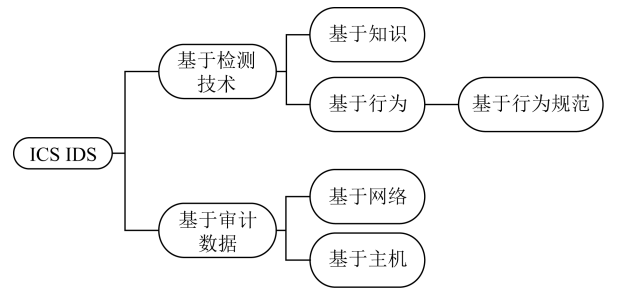 基于知识
基于检测
技术
基于行为
基于行为规范
ICS IDS
基于网络
基于审计
数据
基于主机